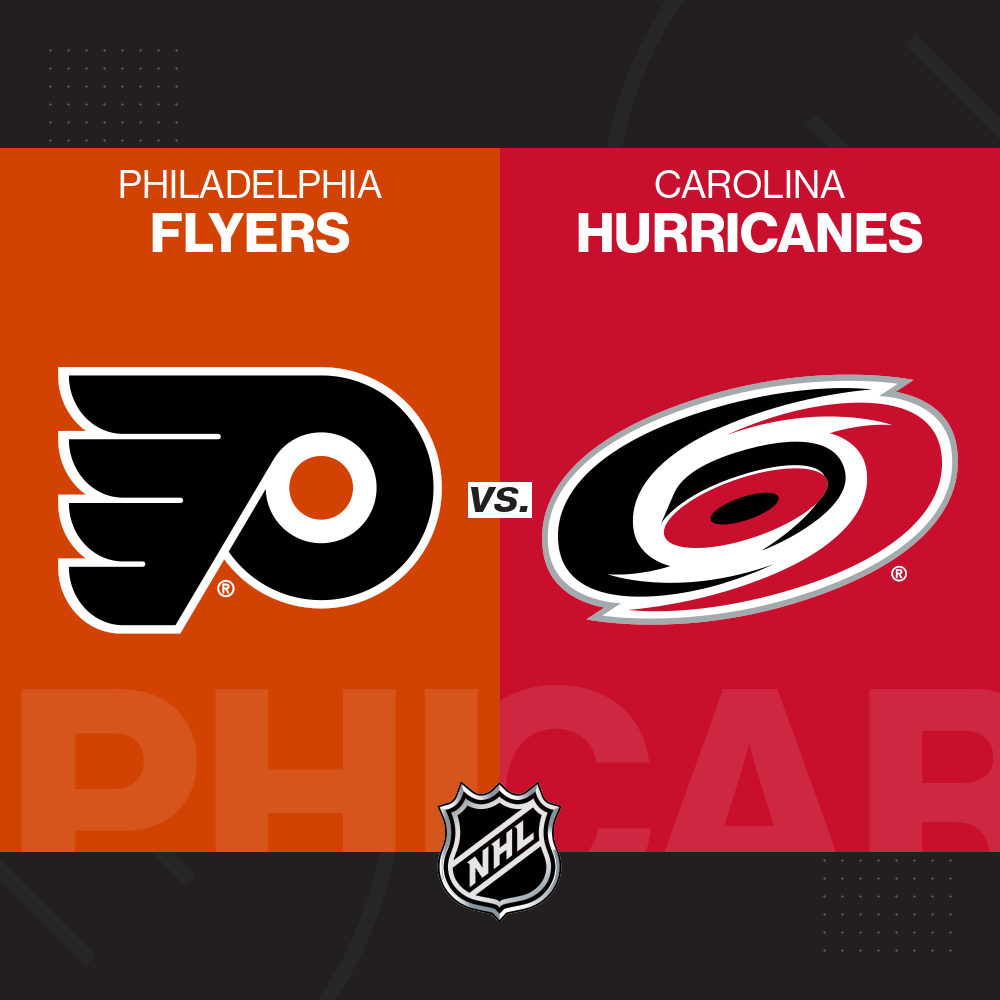 PHILADELPHIA
FLYERS
CAROLINA
HURRICANES
vs.
®
®
PHI
CAR
NHL